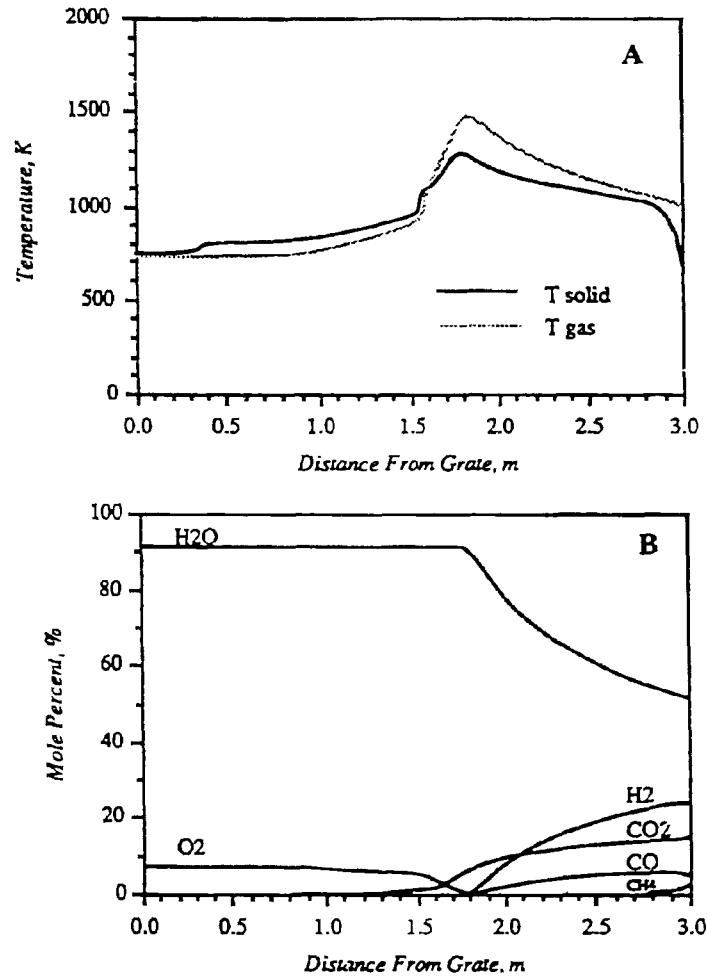 2000
A
1500
1000
500
0
Temperature, K
T solid
T gas
0.0 0.5 1.0 1.5 2.0 2.5 3.0
Distance From Grate, m
100
B
80
60
40
20
0
Mole Percent, %
H2O
O2
H2
CO2
CO
CH4
0.0 0.5 1.0 1.5 2.0 2.5 3.0
Distance From Grate, m